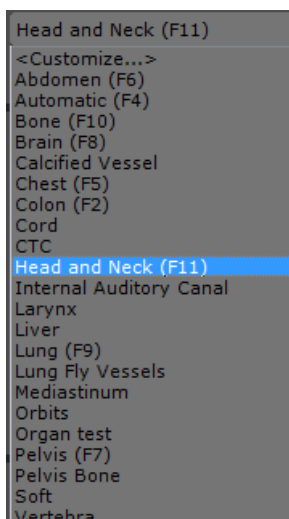 Head and Neck (F11)
<Customize...>
Abdomen (F6)
Automatic (F4)
Bone (F10)
Brain (F8)
Calcified Vessel
Chest (F5)
Colon (F2)
Cord
CTC
Head and Neck (F11)
Internal Auditory Canal
Larynx
Liver
Lung (F9)
Lung Fly Vessels
Mediastinum
Orbits
Organ test
Pelvis (F7)
Pelvis Bone
Soft
Vertebra